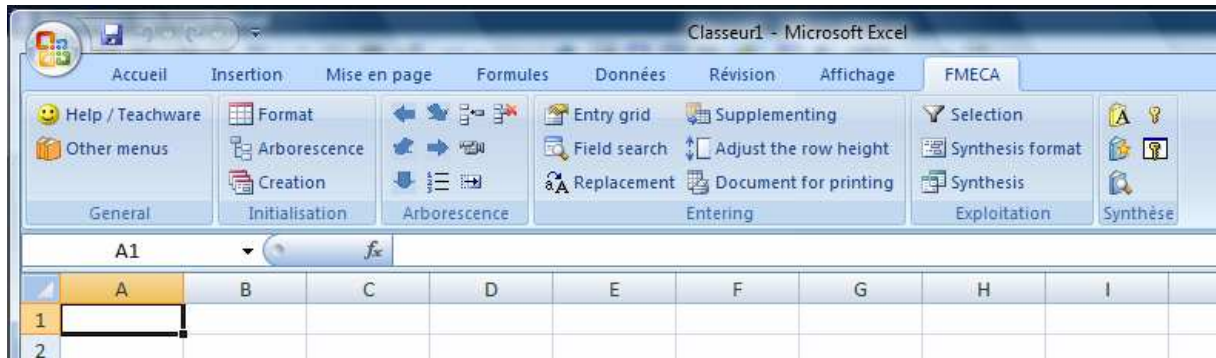 Classeur1 - Microsoft Excel
Accueil Insertion Mise en page Formules Données Révision Affichage FMECA
Help / Teachware Format Entry grid Supplementing Selection
Other menus Arborescence Field search Adjust the row height Synthesis format
Creation Replacement Document for printing Synthesis
General Initialisation Arborescence Entering Exploitation Synthèse
A1 fx
A B C D E F G H I
1
2